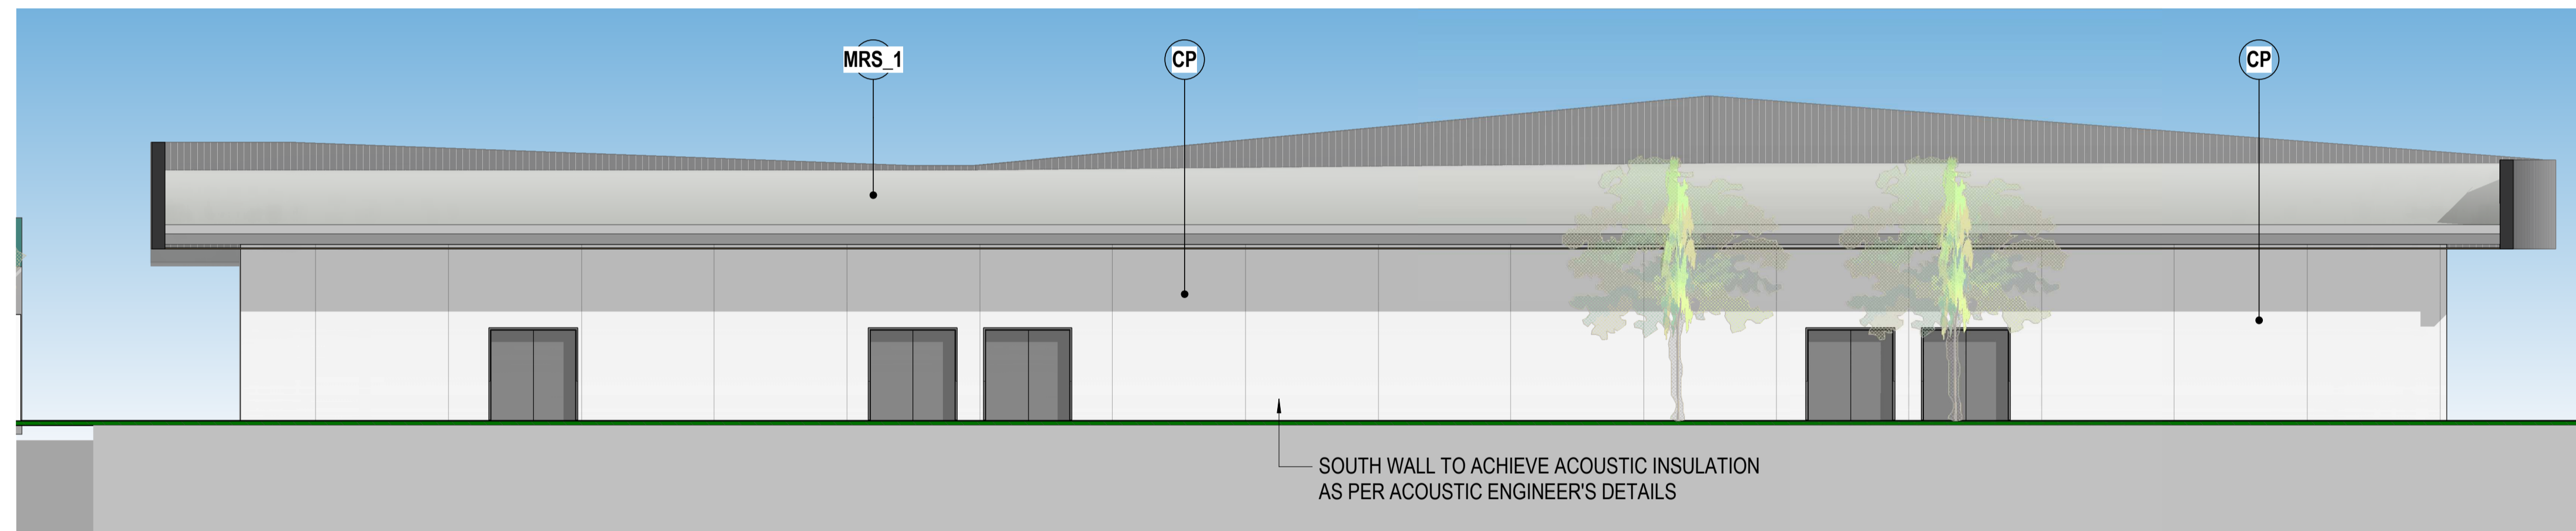 MRS_1
CP
CP
SOUTH WALL TO ACHIEVE ACOUSTIC INSULATION
AS PER ACOUSTIC ENGINEER'S DETAILS